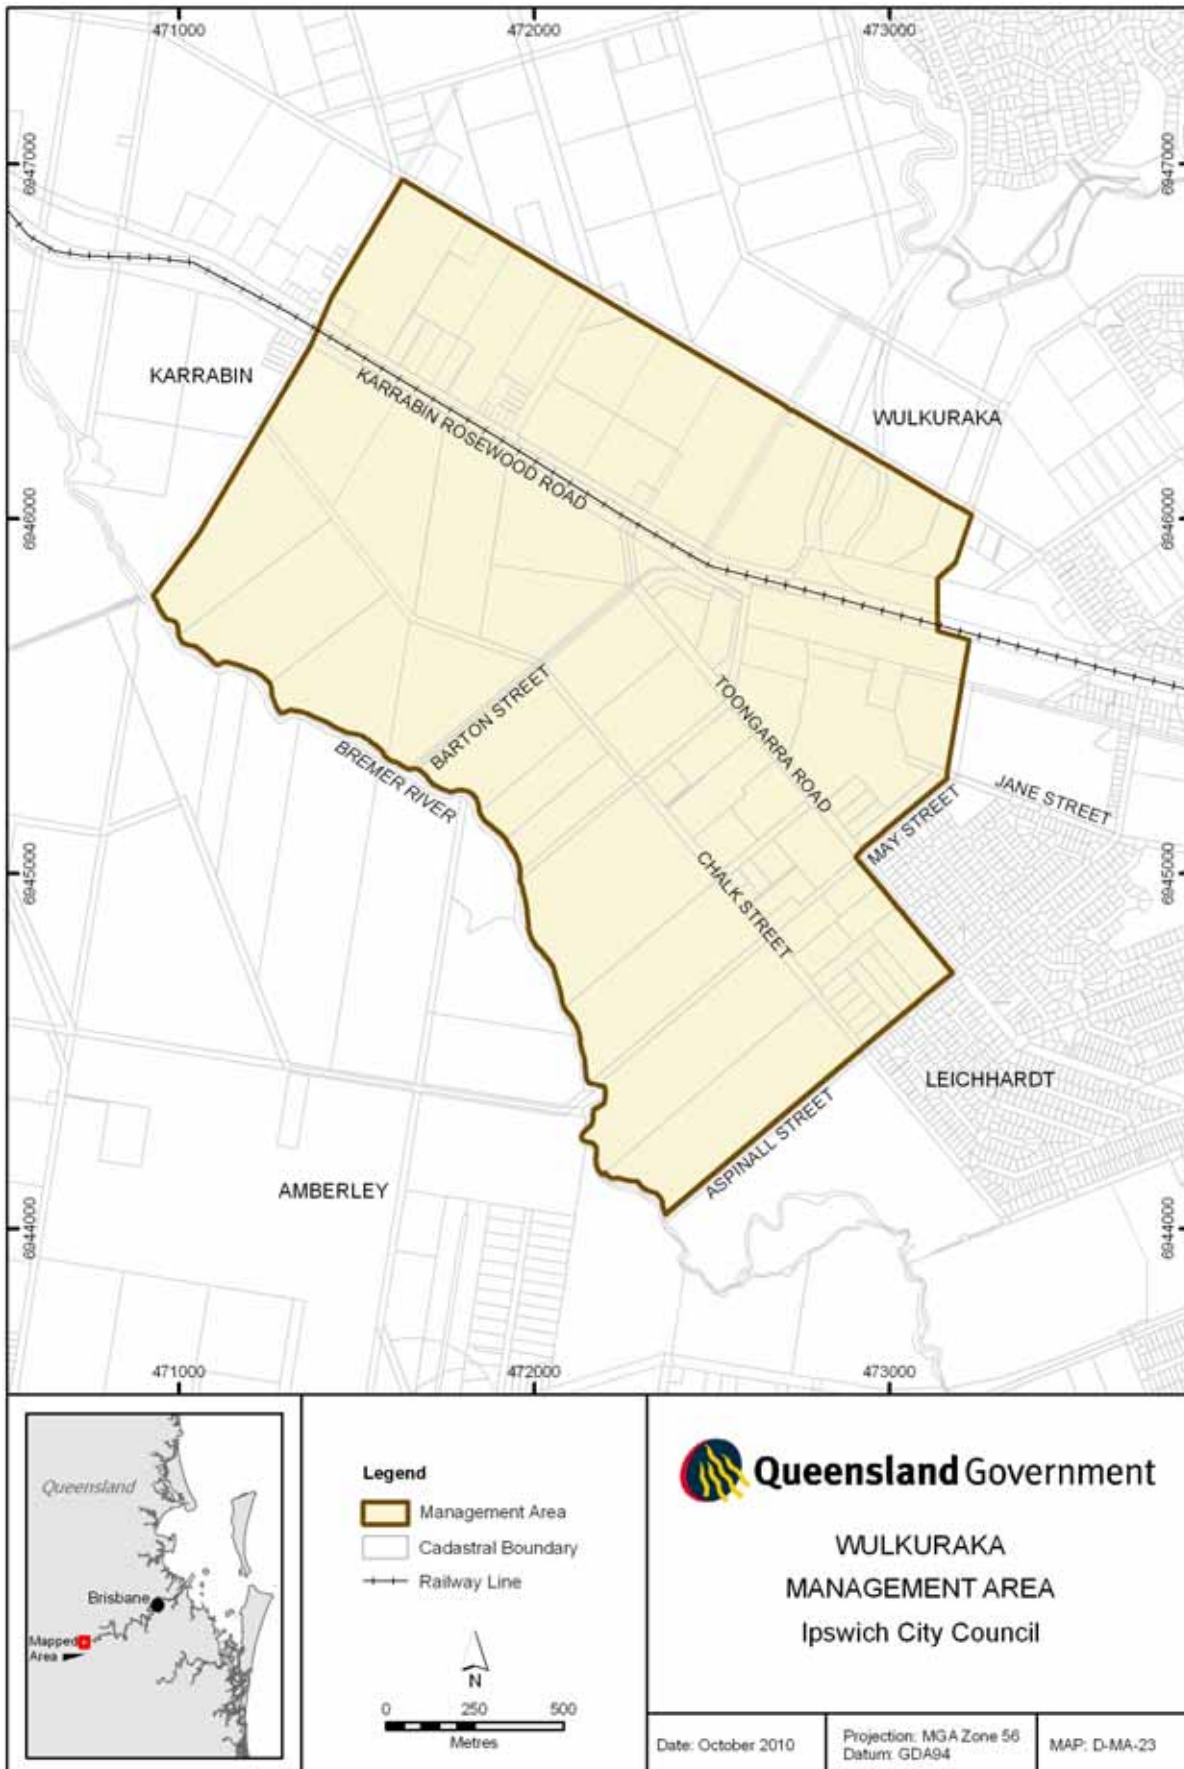 471000
472000
473000
6947000
6947000
KARRABIN
KARRABIN ROSEWOOD ROAD
WULKURAKA
6946000
6946000
BARTON STREET
TOONGARRA ROAD
BREMER RIVER
JANE STREET
MAY STREET
6945000
6945000
CHALK STREET
LEICHHARDT
ASPINALL STREET
AMBERLEY
6944000
6944000
471000
472000
473000
Queensland
Brisbane
Mapped
Area
Legend
Management Area
Cadastral Boundary
Railway Line
N
0 250 500
Metres
Queensland Government
WULKURAKA
MANAGEMENT AREA
Ipswich City Council
Date: October 2010
Projection: MGA Zone 56
Datum: GDA94
MAP: D-MA-23